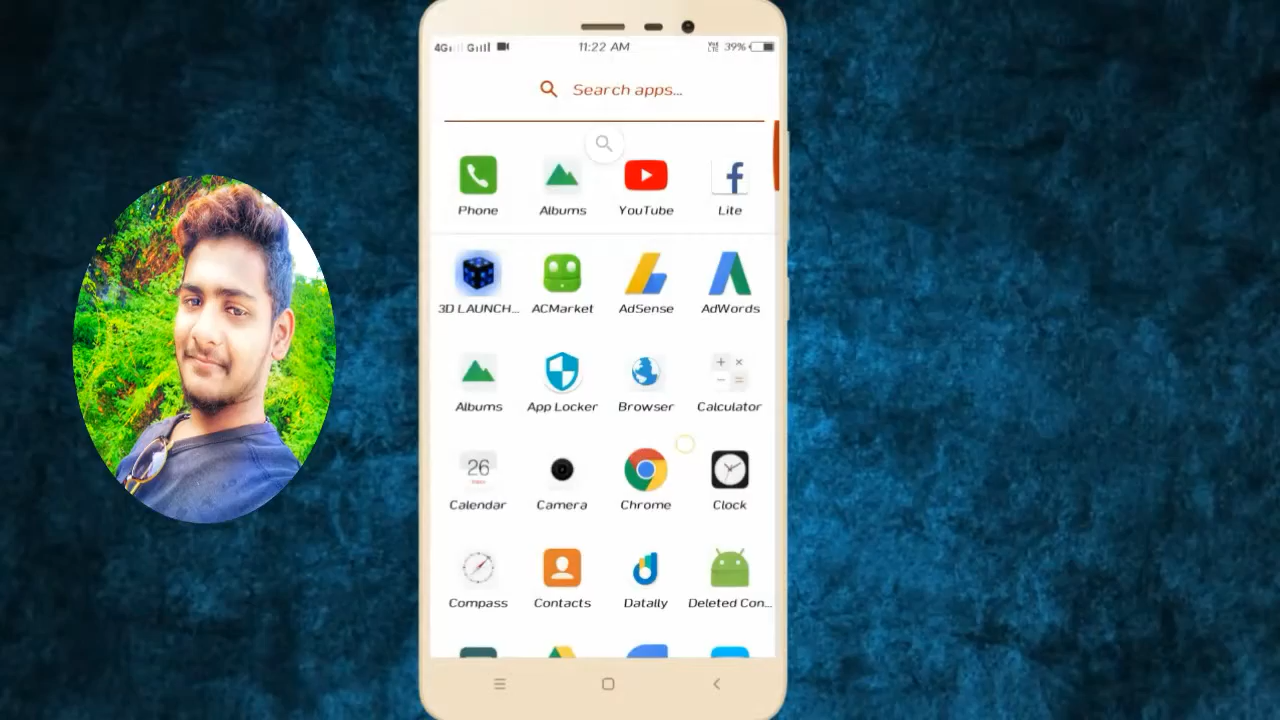 4G G 11:22 AM VoLTE 39%
Search apps...
Phone Albums YouTube Lite
3D LAUNCH... ACMarket AdSense AdWords
Albums App Locker Browser Calculator
26
Calendar Camera Chrome Clock
Compass Contacts Datally Deleted Con...